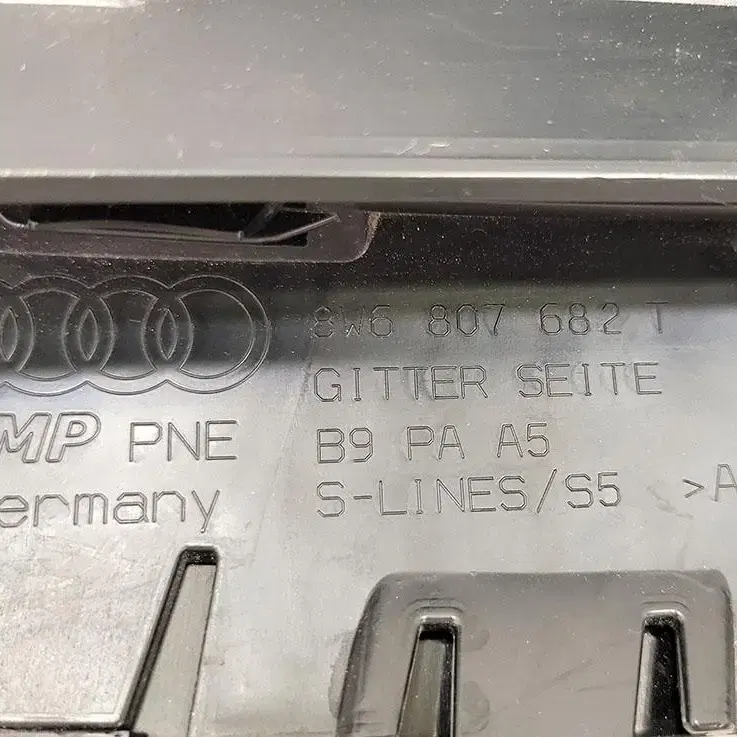 8W6 807 682 T
GITTER SEITE
MP PNE B9 PA A5
ermany S-LINES/S5 >A